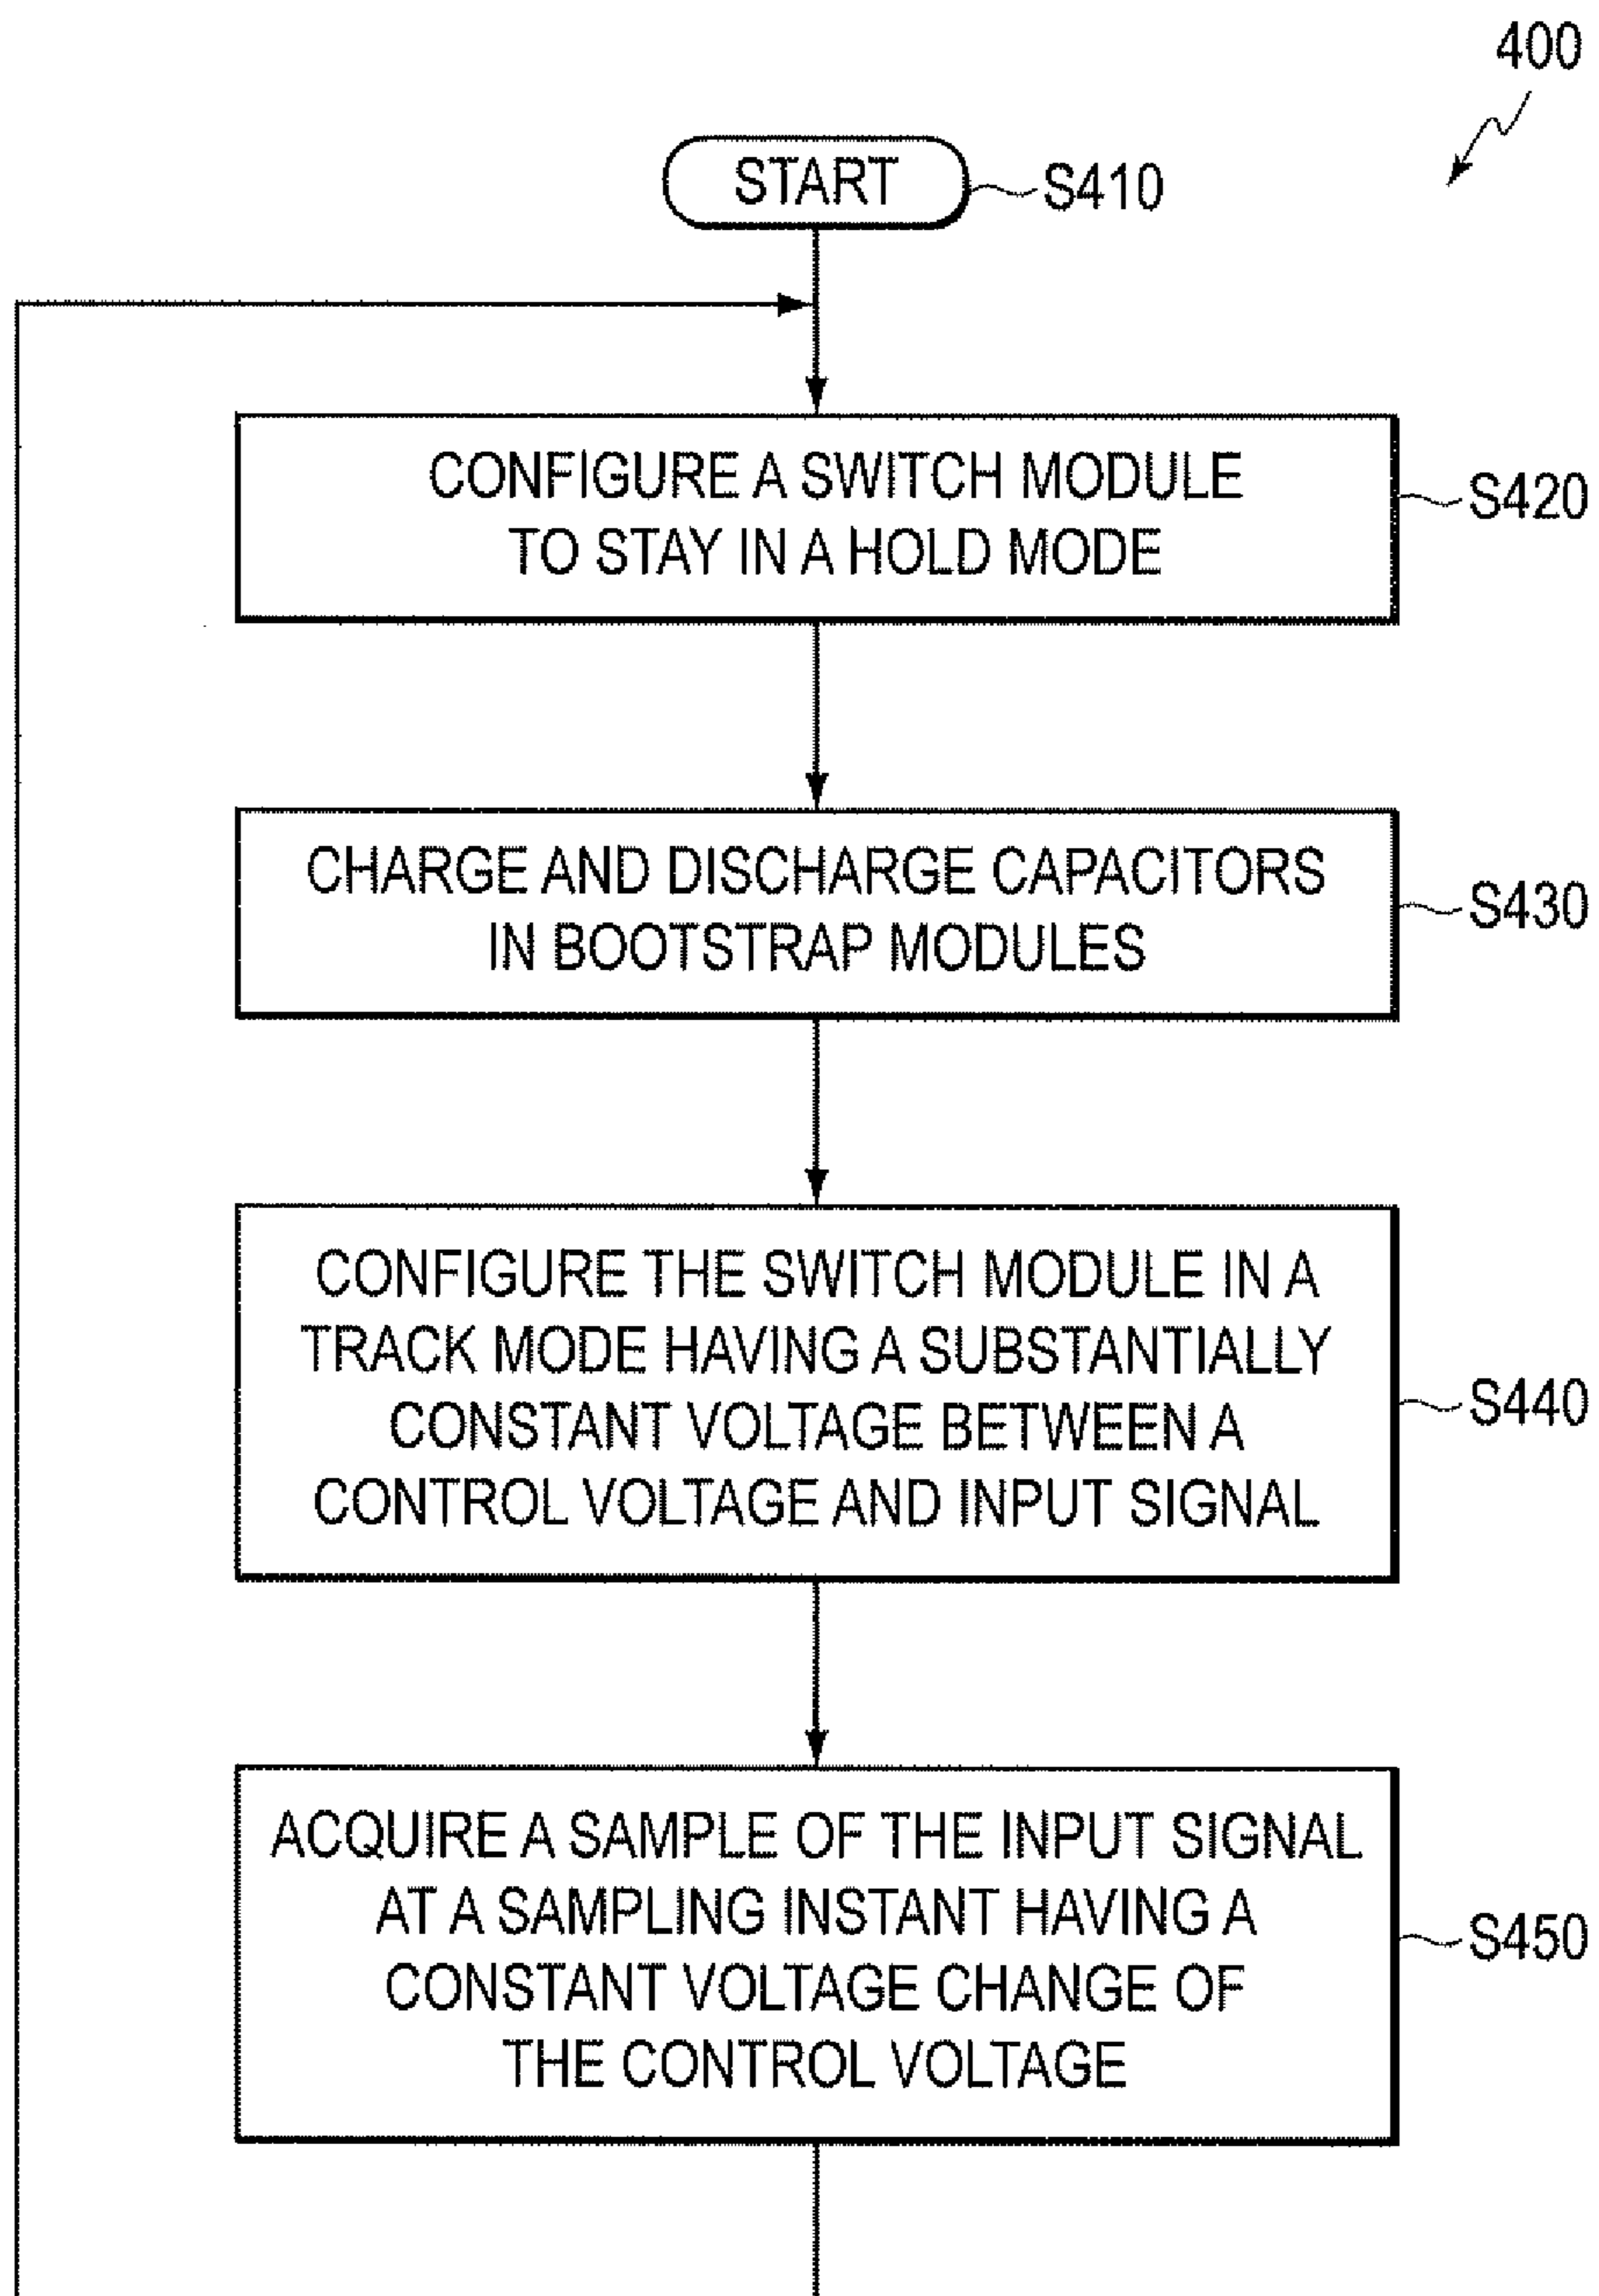 400
START
S410
CONFIGURE A SWITCH MODULE
TO STAY IN A HOLD MODE
S420
CHARGE AND DISCHARGE CAPACITORS
IN BOOTSTRAP MODULES
S430
CONFIGURE THE SWITCH MODULE IN A
TRACK MODE HAVING A SUBSTANTIALLY
CONSTANT VOLTAGE BETWEEN A
CONTROL VOLTAGE AND INPUT SIGNAL
S440
ACQUIRE A SAMPLE OF THE INPUT SIGNAL
AT A SAMPLING INSTANT HAVING A
CONSTANT VOLTAGE CHANGE OF
THE CONTROL VOLTAGE
S450